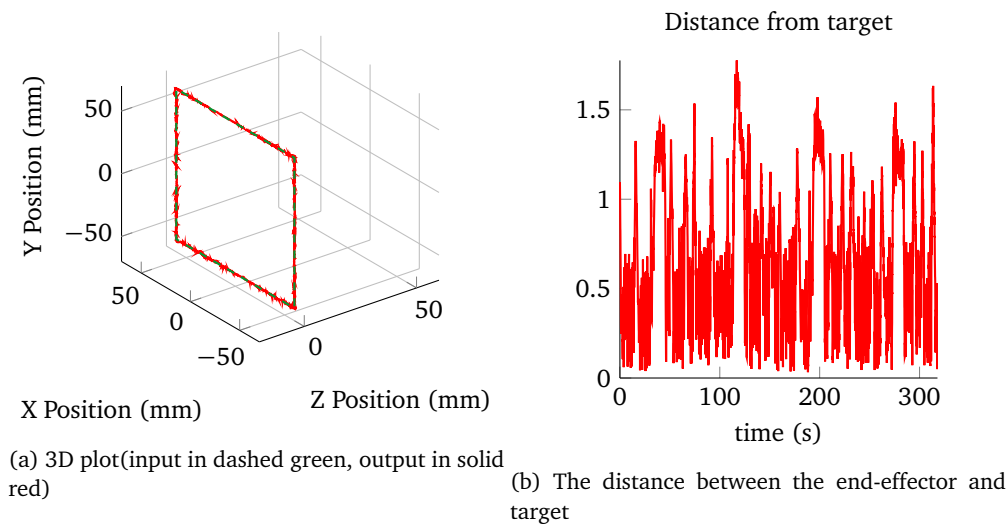 Y Position (mm)
50
0
−50
50
0
−50
0
50
X Position (mm)
Z Position (mm)
(a) 3D plot(input in dashed green, output in solid
red)
Distance from target
1.5
1
0.5
0
0
100
200
300
time (s)
(b) The distance between the end-effector and
target